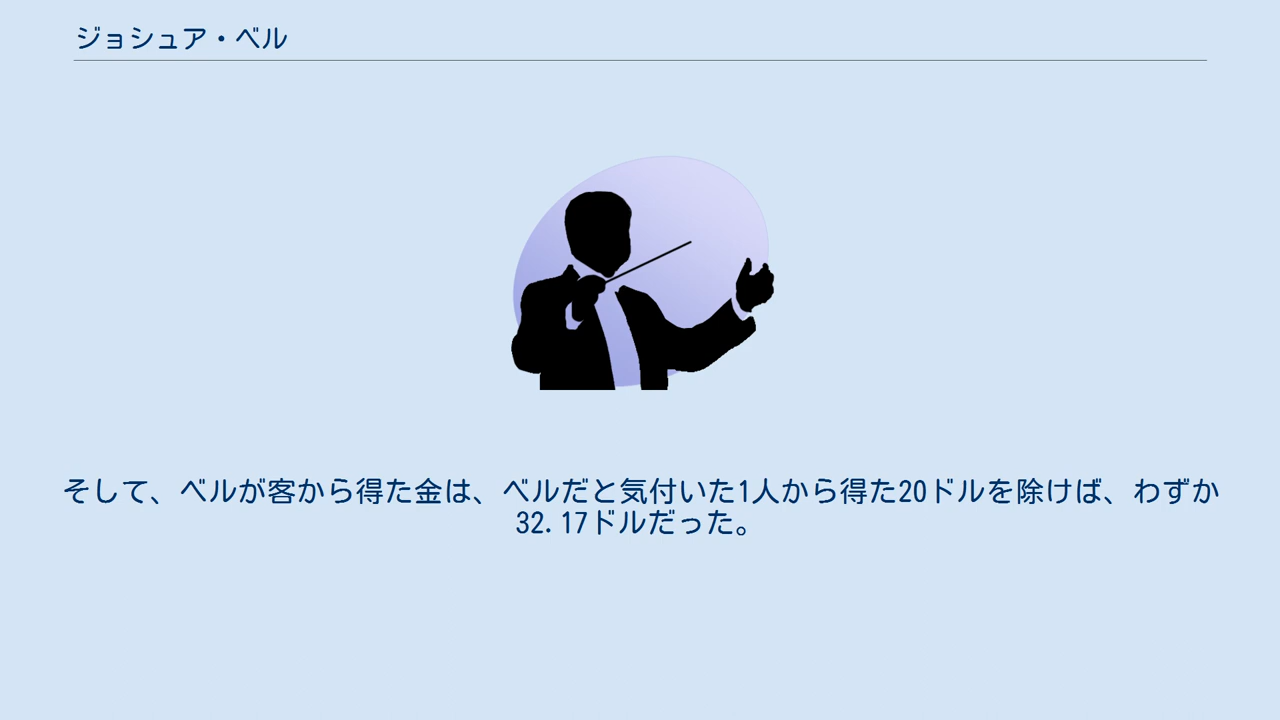 ジョシュア・ベル
そして、ベルが客から得た金は、ベルだと気付いた1人から得た20ドルを除けば、わずか
32.17ドルだった。